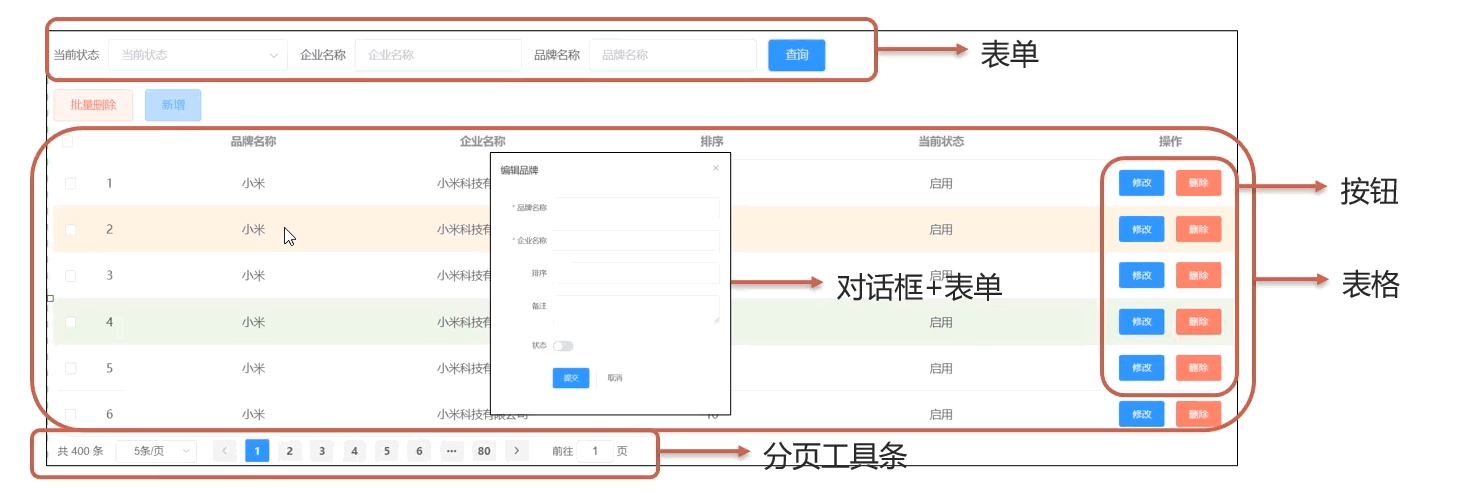 当前状态 当前状态 企业名称 企业名称 品牌名称 品牌名称 查询 表单
批量删除 新增
品牌名称 企业名称 排序 当前状态 操作
1 小米 小米科技有 启用 修改 删除 按钮
2 小米 小米科技有 启用 修改 删除
3 小米 小米科技有 启用 修改 删除 表格
4 小米 小米科技有 启用 修改 删除
5 小米 小米科技有 启用 修改 删除
6 小米 小米科技有限公司 10 启用 修改 删除
编辑品牌 ×
* 品牌名称
* 企业名称
排序
备注
状态
提交 取消
对话框+表单
共 400 条 5条/页 < 1 2 3 4 5 6 ··· 80 > 前往 1 页 分页工具条